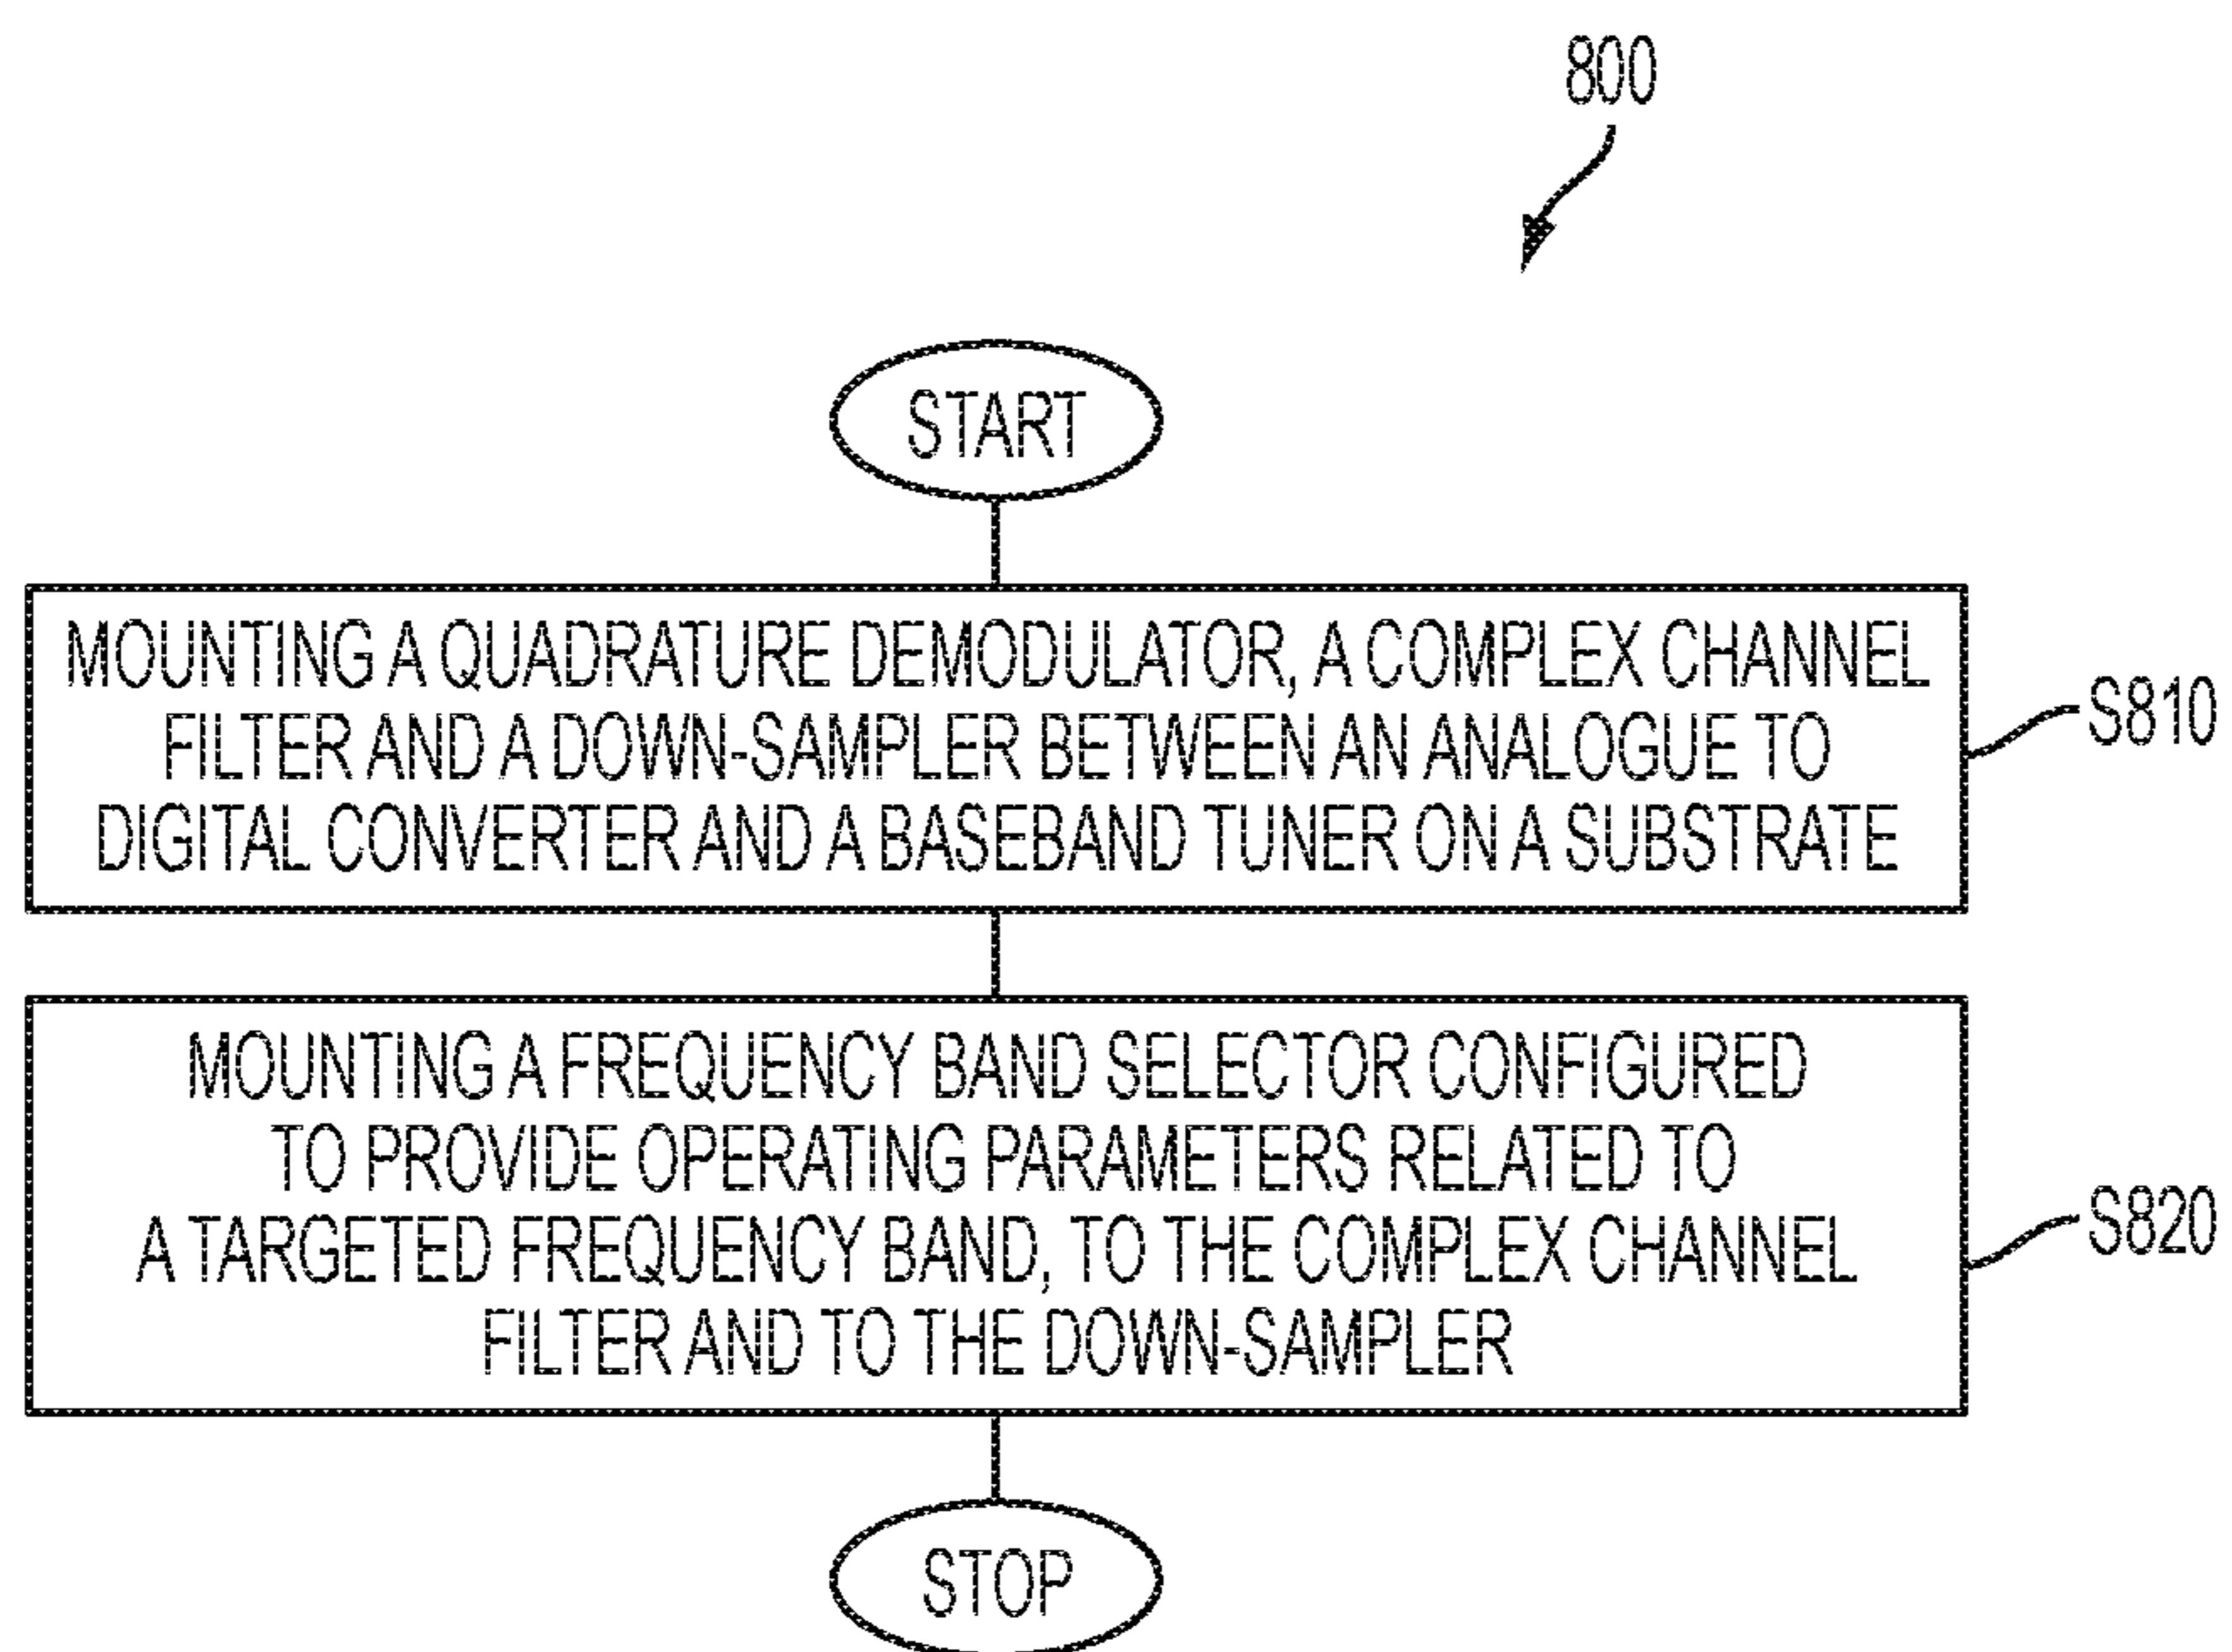 800
START
MOUNTING A QUADRATURE DEMODULATOR, A COMPLEX CHANNEL
FILTER AND A DOWN-SAMPLER BETWEEN AN ANALOGUE TO
DIGITAL CONVERTER AND A BASEBAND TUNER ON A SUBSTRATE
S810
MOUNTING A FREQUENCY BAND SELECTOR CONFIGURED
TO PROVIDE OPERATING PARAMETERS RELATED TO
A TARGETED FREQUENCY BAND, TO THE COMPLEX CHANNEL
FILTER AND TO THE DOWN-SAMPLER
S820
STOP